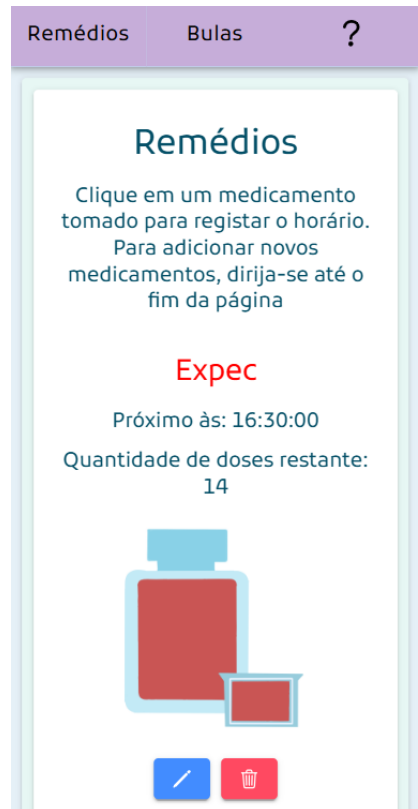 Remédios Bulas ?
Remédios
Clique em um medicamento
tomado para registar o horário.
Para adicionar novos
medicamentos, dirija-se até o
fim da página
Expec
Próximo às: 16:30:00
Quantidade de doses restante:
14